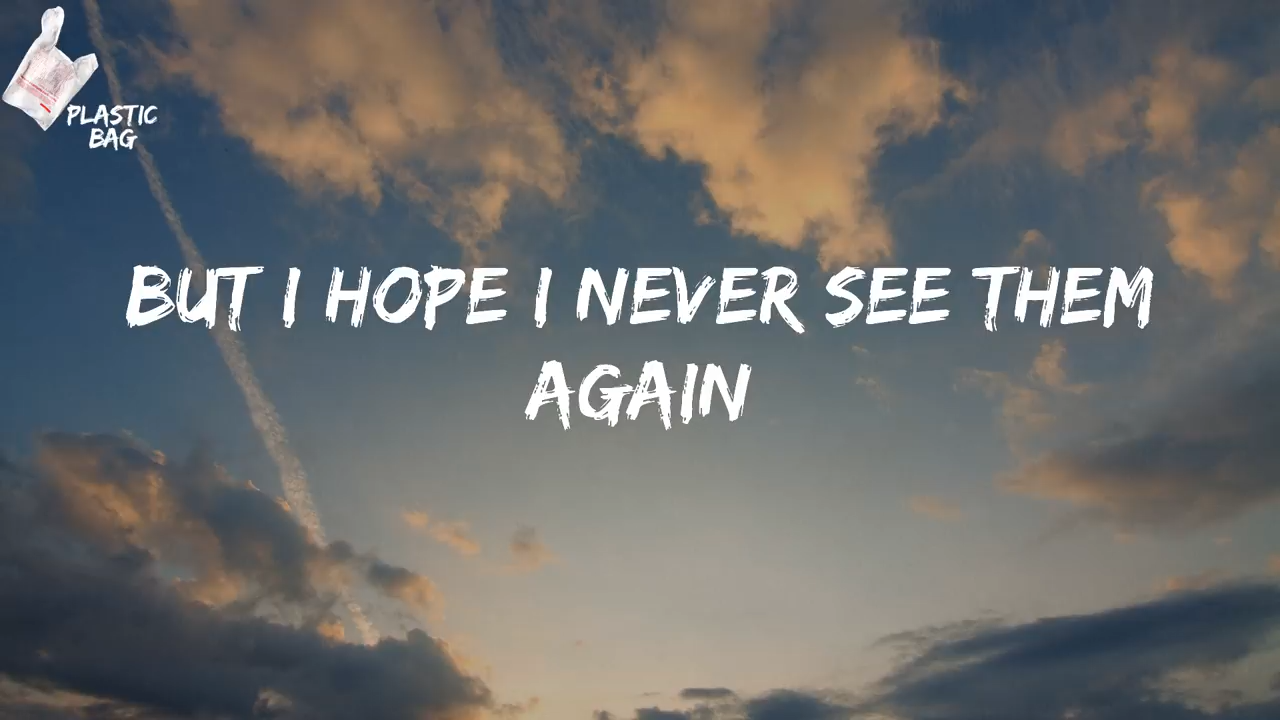 PLASTIC
BAG
BUT I HOPE I NEVER SEE THEM
AGAIN